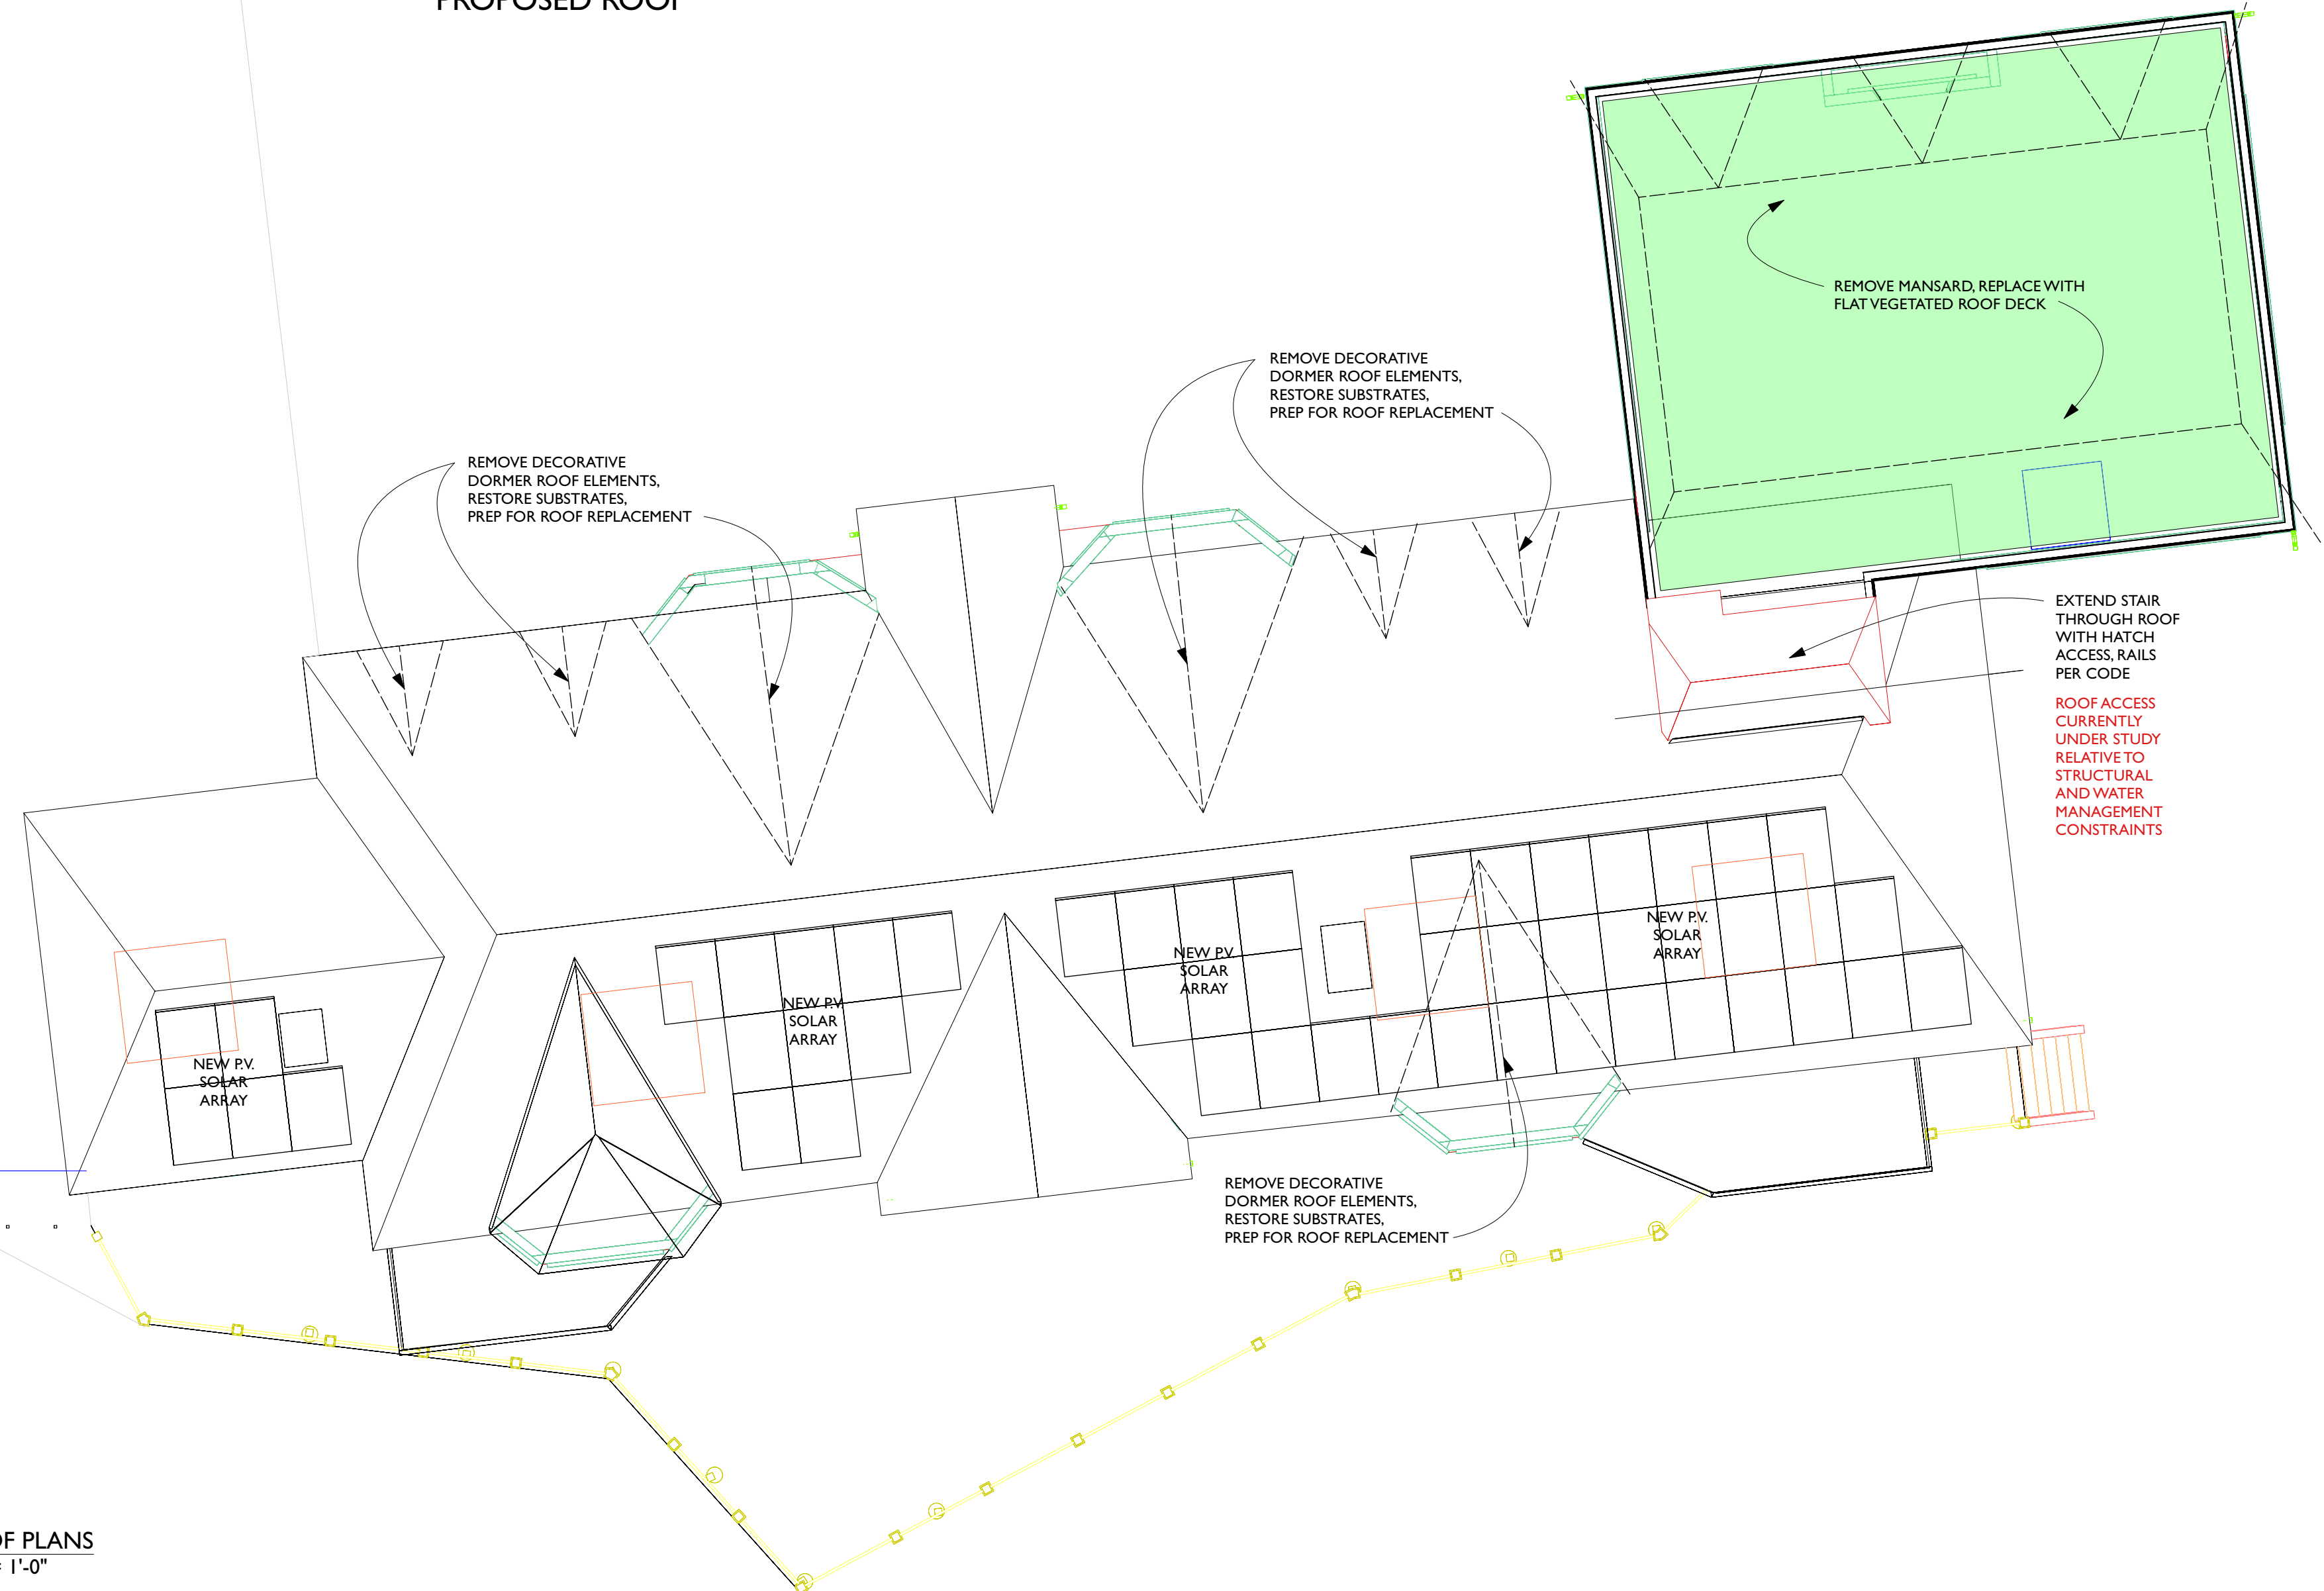 PROPOSED ROOF
REMOVE MANSARD, REPLACE WITH
FLAT VEGETATED ROOF DECK
REMOVE DECORATIVE
DORMER ROOF ELEMENTS,
RESTORE SUBSTRATES,
PREP FOR ROOF REPLACEMENT
REMOVE DECORATIVE
DORMER ROOF ELEMENTS,
RESTORE SUBSTRATES,
PREP FOR ROOF REPLACEMENT
EXTEND STAIR
THROUGH ROOF
WITH HATCH
ACCESS, RAILS
PER CODE
ROOF ACCESS
CURRENTLY
UNDER STUDY
RELATIVE TO
STRUCTURAL
AND WATER
MANAGEMENT
CONSTRAINTS
NEW P.V.
SOLAR
ARRAY
NEW P.V.
SOLAR
ARRAY
NEW P.V.
SOLAR
ARRAY
NEW P.V.
SOLAR
ARRAY
REMOVE DECORATIVE
DORMER ROOF ELEMENTS,
RESTORE SUBSTRATES,
PREP FOR ROOF REPLACEMENT
OF PLANS
= 1'-0"